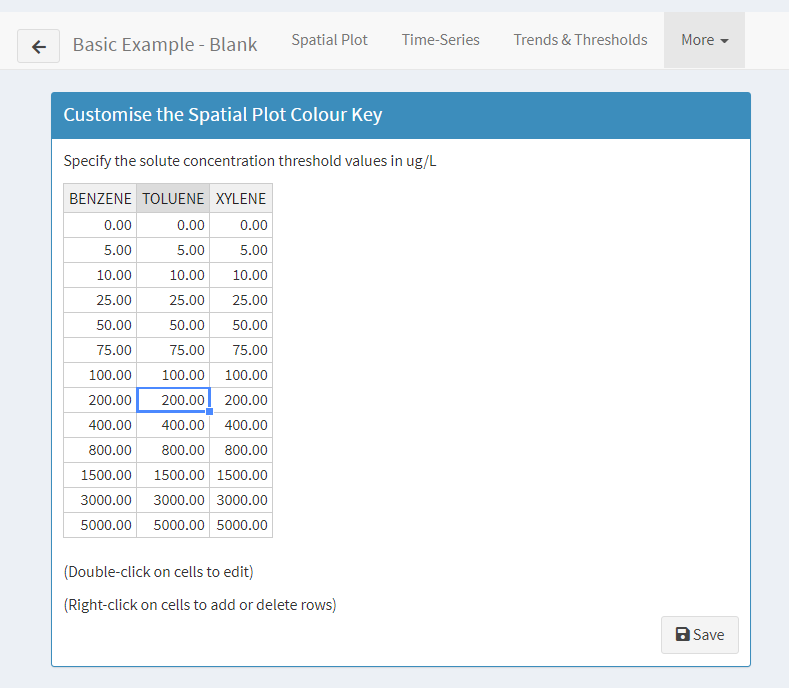 Basic Example - Blank Spatial Plot Time-Series Trends & Thresholds More
Customise the Spatial Plot Colour Key
Specify the solute concentration threshold values in ug/L
BENZENE TOLUENE XYLENE
0.00 0.00 0.00
5.00 5.00 5.00
10.00 10.00 10.00
25.00 25.00 25.00
50.00 50.00 50.00
75.00 75.00 75.00
100.00 100.00 100.00
200.00 200.00 200.00
400.00 400.00 400.00
800.00 800.00 800.00
1500.00 1500.00 1500.00
3000.00 3000.00 3000.00
5000.00 5000.00 5000.00
(Double-click on cells to edit)
(Right-click on cells to add or delete rows)
Save